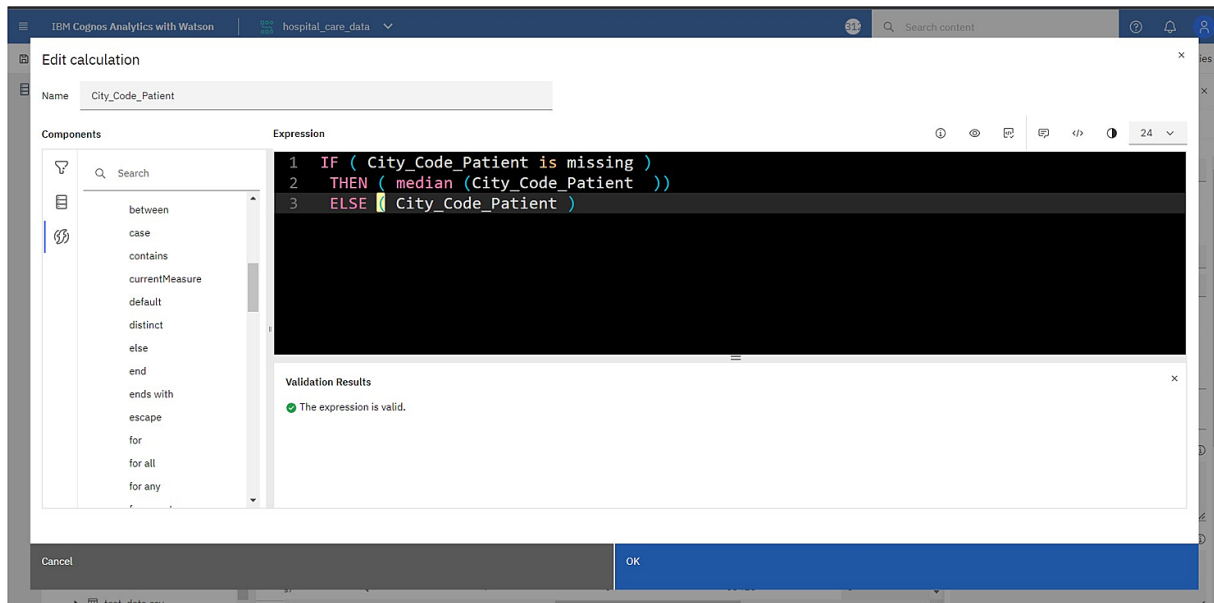 IBM Cognos Analytics with Watson
hospital_care_data
Search content
Edit calculation
ies
Name
City_Code_Patient
Components
Expression
24
Search
between
case
contains
currentMeasure
default
distinct
else
end
ends with
escape
for
for all
for any
1 IF ( City_Code_Patient is missing )
2 THEN ( median (City_Code_Patient ))
3 ELSE ( City_Code_Patient )
Validation Results
The expression is valid.
Cancel
OK